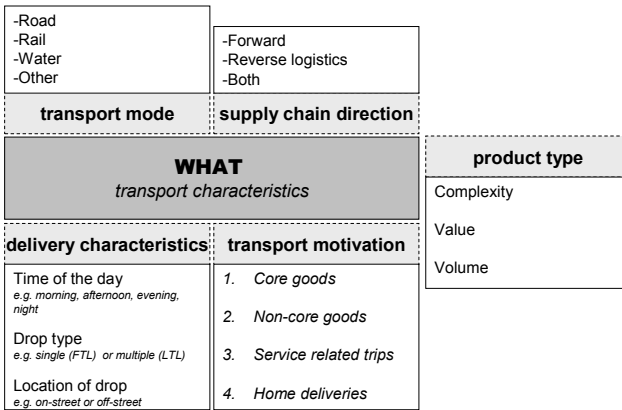 -Road
-Rail
-Water
-Other
transport mode
-Forward
-Reverse logistics
-Both
supply chain direction
WHAT
transport characteristics
product type
Complexity
Value
Volume
delivery characteristics
Time of the day
e.g. morning, afternoon, evening,
night
Drop type
e.g. single (FTL) or multiple (LTL)
Location of drop
e.g. on-street or off-street
transport motivation
1. Core goods
2. Non-core goods
3. Service related trips
4. Home deliveries